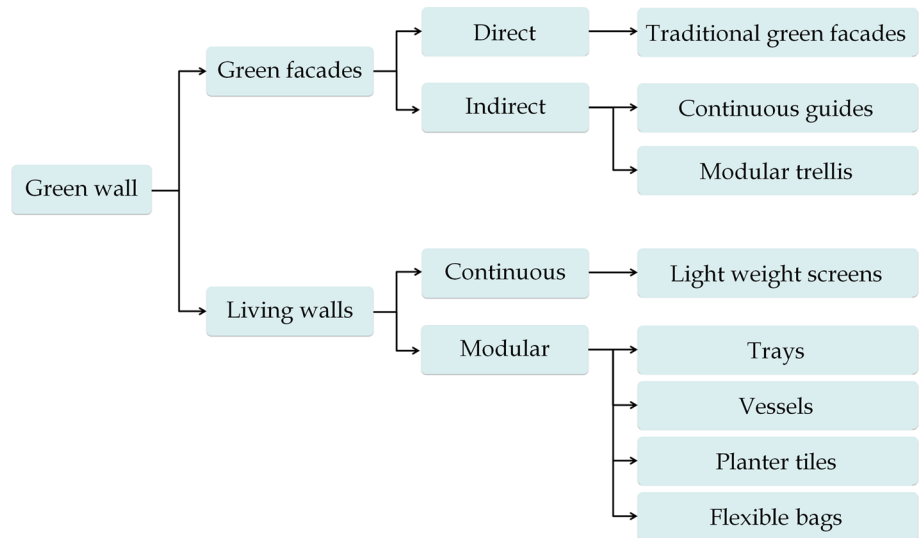 Green wall
Green facades
Direct
Traditional green facades
Indirect
Continuous guides
Modular trellis
Living walls
Continuous
Light weight screens
Modular
Trays
Vessels
Planter tiles
Flexible bags